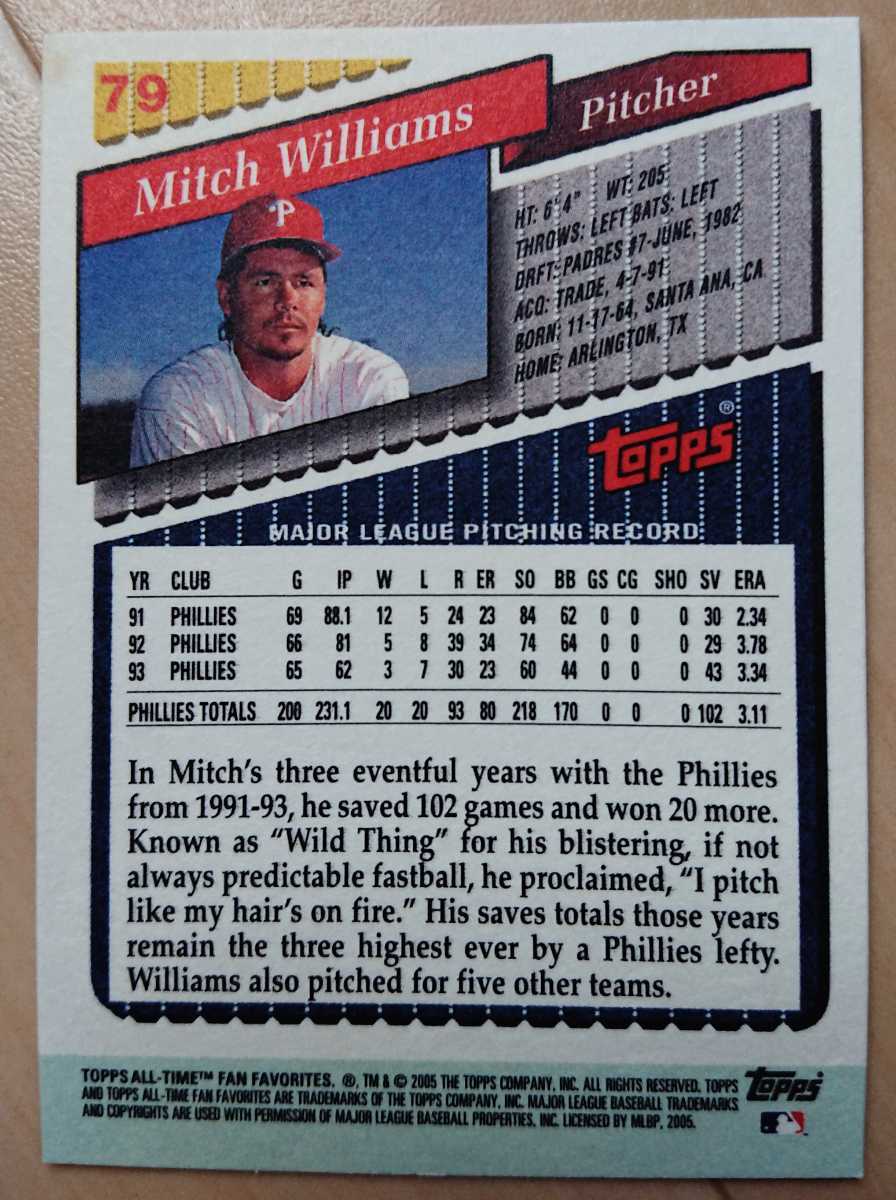 79
Mitch Williams
Pitcher
P
HT: 6'4" WT: 205
THROWS: LEFT BATS: LEFT
DRFT: PADRES #7-JUNE, 1982
ACQ: TRADE, 4-7-91
BORN: 11-17-64, SANTA ANA, CA
HOME: ARLINGTON, TX
TOPPS®
MAJOR LEAGUE PITCHING RECORD
YR CLUB G IP W L R ER SO BB GS CG SHO SV ERA
91 PHILLIES 69 88.1 12 5 24 23 84 62 0 0 0 30 2.34
92 PHILLIES 66 81 5 8 39 34 74 64 0 0 0 29 3.78
93 PHILLIES 65 62 3 7 30 23 60 44 0 0 0 43 3.34
PHILLIES TOTALS 200 231.1 20 20 93 80 218 170 0 0 0 102 3.11
In Mitch's three eventful years with the Phillies
from 1991-93, he saved 102 games and won 20 more.
Known as "Wild Thing" for his blistering, if not
always predictable fastball, he proclaimed, "I pitch
like my hair's on fire." His saves totals those years
remain the three highest ever by a Phillies lefty.
Williams also pitched for five other teams.
TOPPS ALL-TIME™ FAN FAVORITES. ®, TM & © 2005 THE TOPPS COMPANY, INC. ALL RIGHTS RESERVED. TOPPS
AND TOPPS ALL-TIME FAN FAVORITES ARE TRADEMARKS OF THE TOPPS COMPANY, INC. MAJOR LEAGUE BASEBALL TRADEMARKS
AND COPYRIGHTS ARE USED WITH PERMISSION OF MAJOR LEAGUE BASEBALL PROPERTIES, INC. LICENSED BY MLBP, 2005.
TOPPS